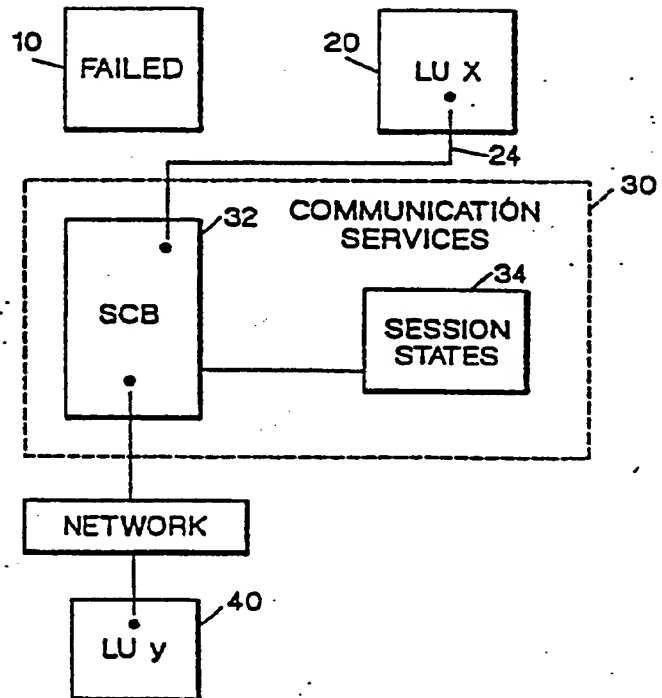 10
FAILED
20
LU X
24
30
COMMUNICATION
SERVICES
32
SCB
34
SESSION
STATES
NETWORK
40
LU y